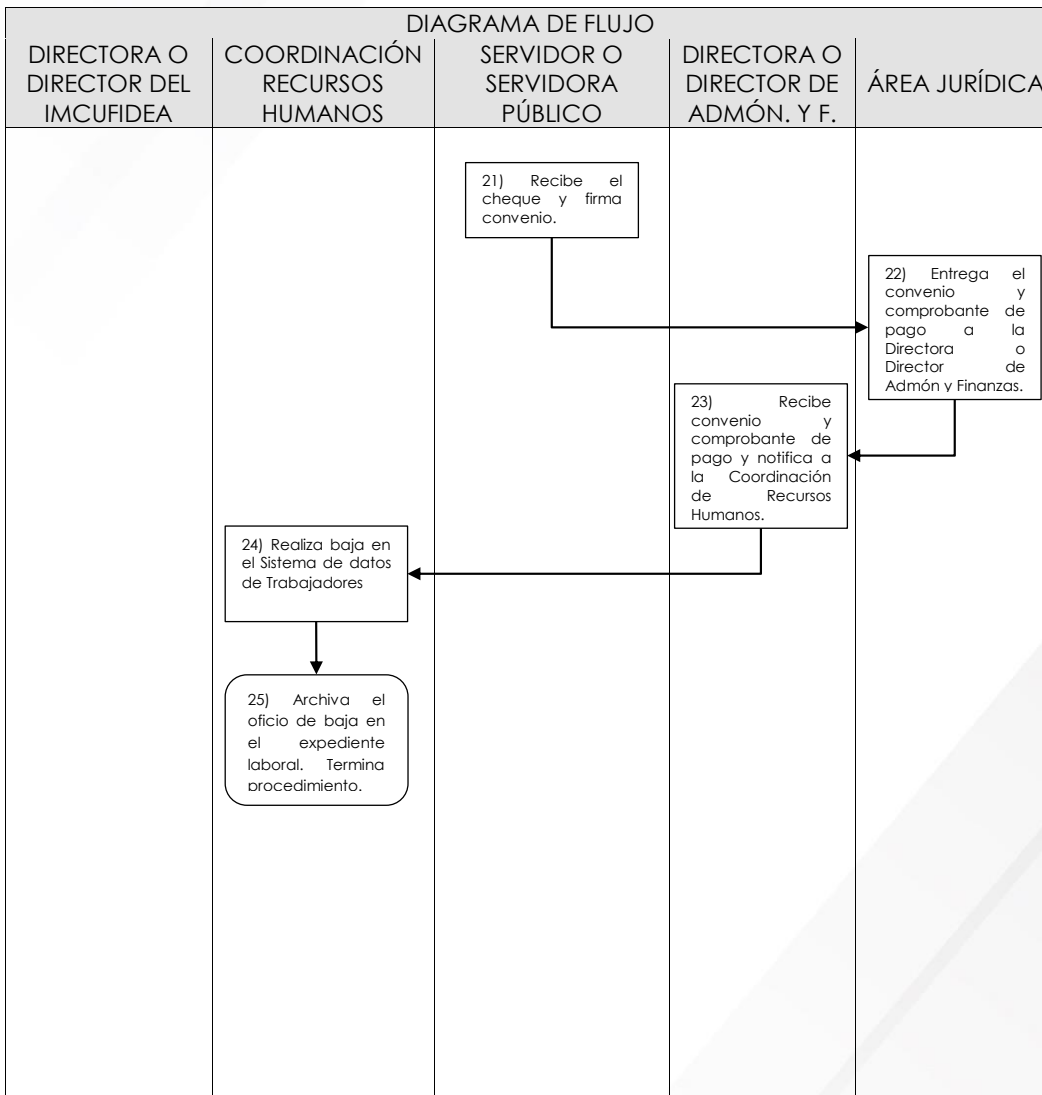 DIAGRAMA DE FLUJO
DIRECTORA O
DIRECTOR DEL
IMCUFIDEA
COORDINACIÓN
RECURSOS
HUMANOS
SERVIDOR O
SERVIDORA
PÚBLICO
DIRECTORA O
DIRECTOR DE
ADMÓN. Y F.
ÁREA JURÍDICA
21) Recibe el
cheque y firma
convenio.
22) Entrega el
convenio y
comprobante de
pago a la
Directora o
Director de
Admón y Finanzas.
23) Recibe
convenio y
comprobante de
pago y notifica a
la Coordinación
de Recursos
Humanos.
24) Realiza baja en
el Sistema de datos
de Trabajadores
25) Archiva el
oficio de baja en
el expediente
laboral. Termina
procedimiento.